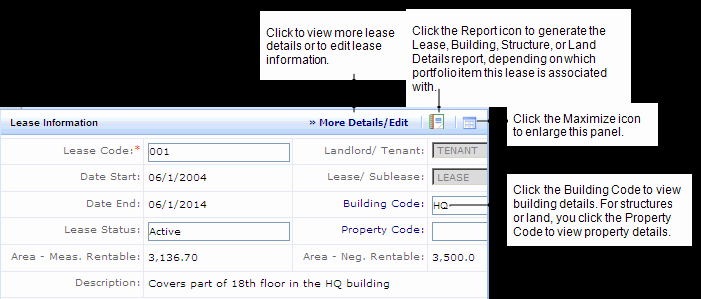 Click to view more lease
details or to edit lease
information.
Click the Report icon to generate the
Lease, Building, Structure, or Land
Details report, depending on which
portfolio item this lease is associated
with.
Click the Maximize icon
to enlarge this panel.
Lease Information » More Details/Edit
Lease Code:* 001 Landlord/ Tenant: TENANT
Date Start: 06/1/2004 Lease/ Sublease: LEASE
Date End: 06/1/2014 Building Code: HQ
Lease Status: Active Property Code:
Area - Meas. Rentable: 3,136.70 Area - Neg. Rentable: 3,500.0
Description: Covers part of 18th floor in the HQ building
Click the Building Code to view
building details. For structures
or land, you click the Property
Code to view property details.